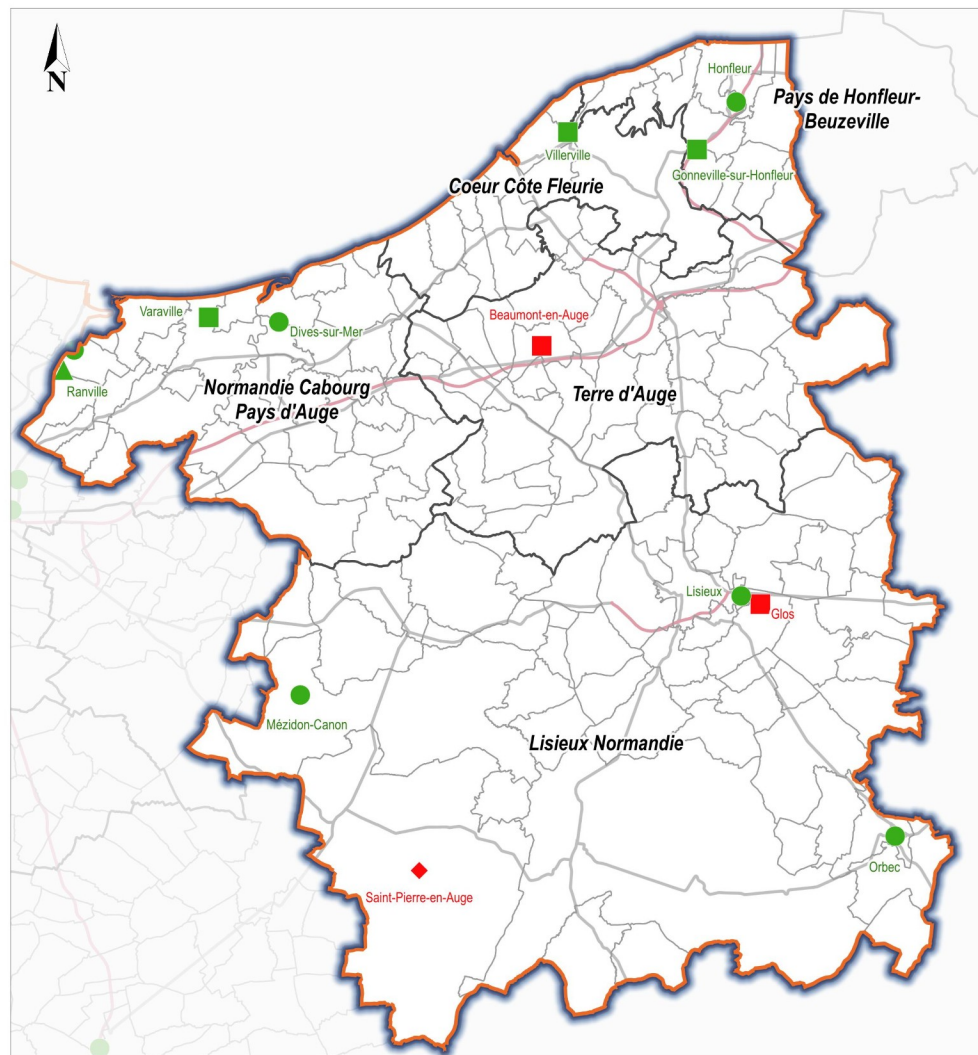 N
Honfleur
Pays de Honfleur-
Beuzeville
Villerville
Gonneville-sur-Honfleur
Coeur Côte Fleurie
Varaville
Dives-sur-Mer
Beaumont-en-Auge
Ranville
Normandie Cabourg
Pays d'Auge
Terre d'Auge
Lisieux
Glos
Mézidon-Canon
Lisieux Normandie
Orbec
Saint-Pierre-en-Auge